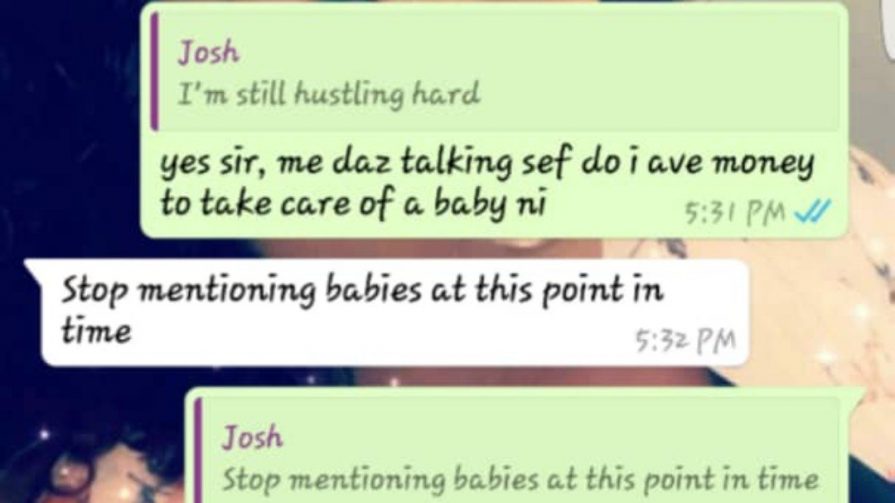 Josh
I'm still hustling hard
yes sir, me daz talking sef do i ave money
to take care of a baby ni
5:31 PM
Stop mentioning babies at this point in
time
5:32 PM
Josh
Stop mentioning babies at this point in time